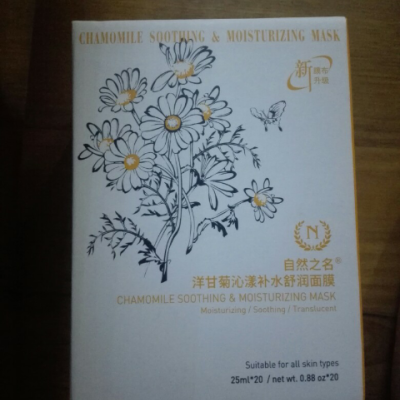 CHAMOMILE SOOTHING & MOISTURIZING MASK
新
N
自然之名®
洋甘菊沁漾补水舒润面膜
CHAMOMILE SOOTHING & MOISTURIZING MASK
Moisturizing / Soothing / Translucent
Suitable for all skin types
25ml*20 / net wt. 0.88 oz*20